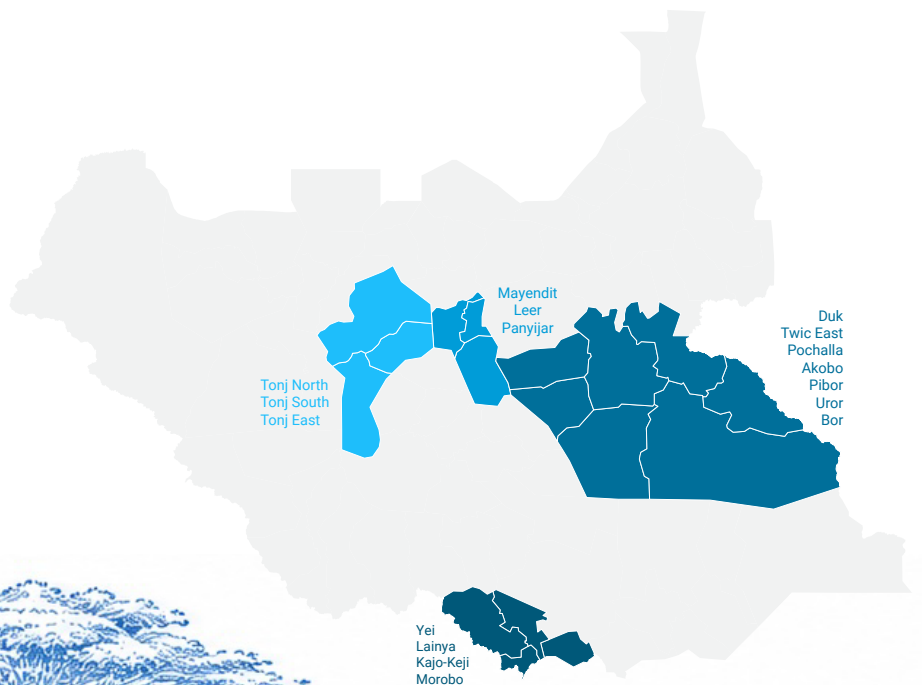 Mayendit
Leer
Panyijar
Duk
Twic East
Pochalla
Akobo
Pibor
Uror
Bor
Tonj North
Tonj South
Tonj East
Yei
Lainya
Kajo-Keji
Morobo